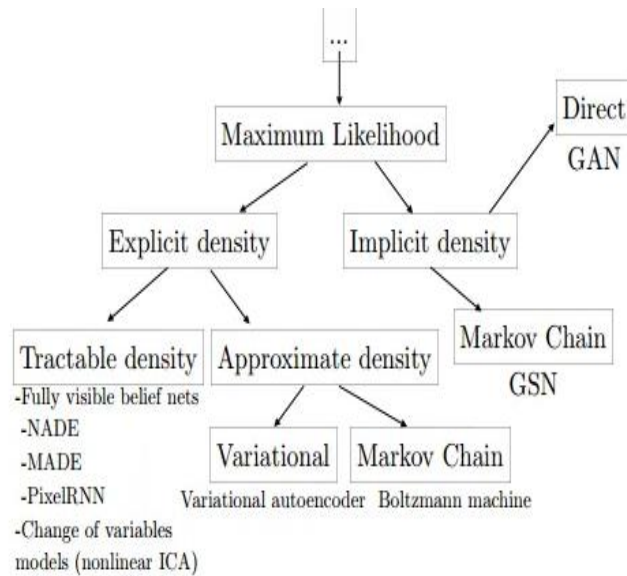 ...
Maximum Likelihood
Direct
GAN
Explicit density
Implicit density
Tractable density
-Fully visible belief nets
-NADE
-MADE
-PixelRNN
-Change of variables
models (nonlinear ICA)
Approximate density
Variational
Variational autoencoder
Markov Chain
Boltzmann machine
Markov Chain
GSN